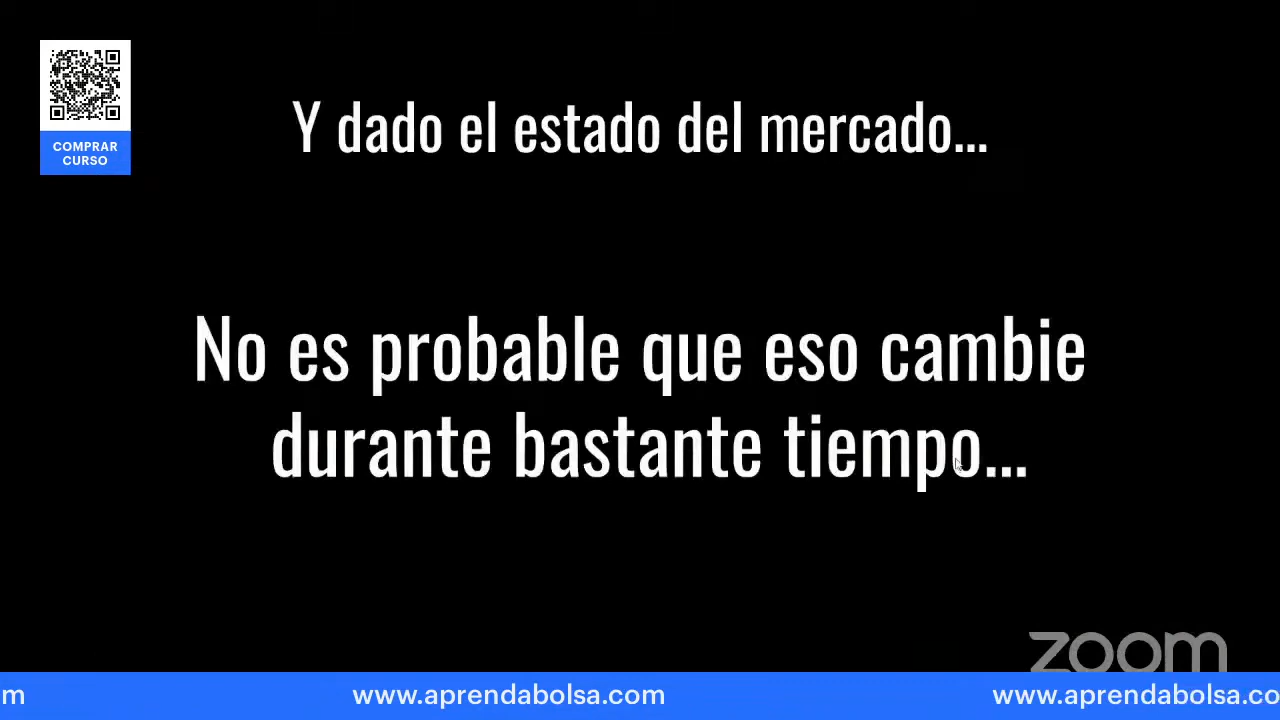 COMPRAR
CURSO
Y dado el estado del mercado...
No es probable que eso cambie
durante bastante tiempo...
zoom
m www.aprendabolsa.com www.aprendabolsa.co